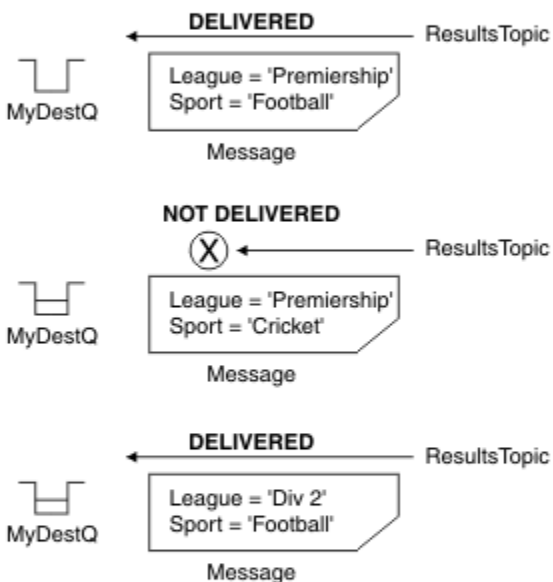 DELIVERED
ResultsTopic
League = 'Premiership'
Sport = 'Football'
MyDestQ
Message
NOT DELIVERED
X
ResultsTopic
League = 'Premiership'
Sport = 'Cricket'
MyDestQ
Message
DELIVERED
ResultsTopic
League = 'Div 2'
Sport = 'Football'
MyDestQ
Message